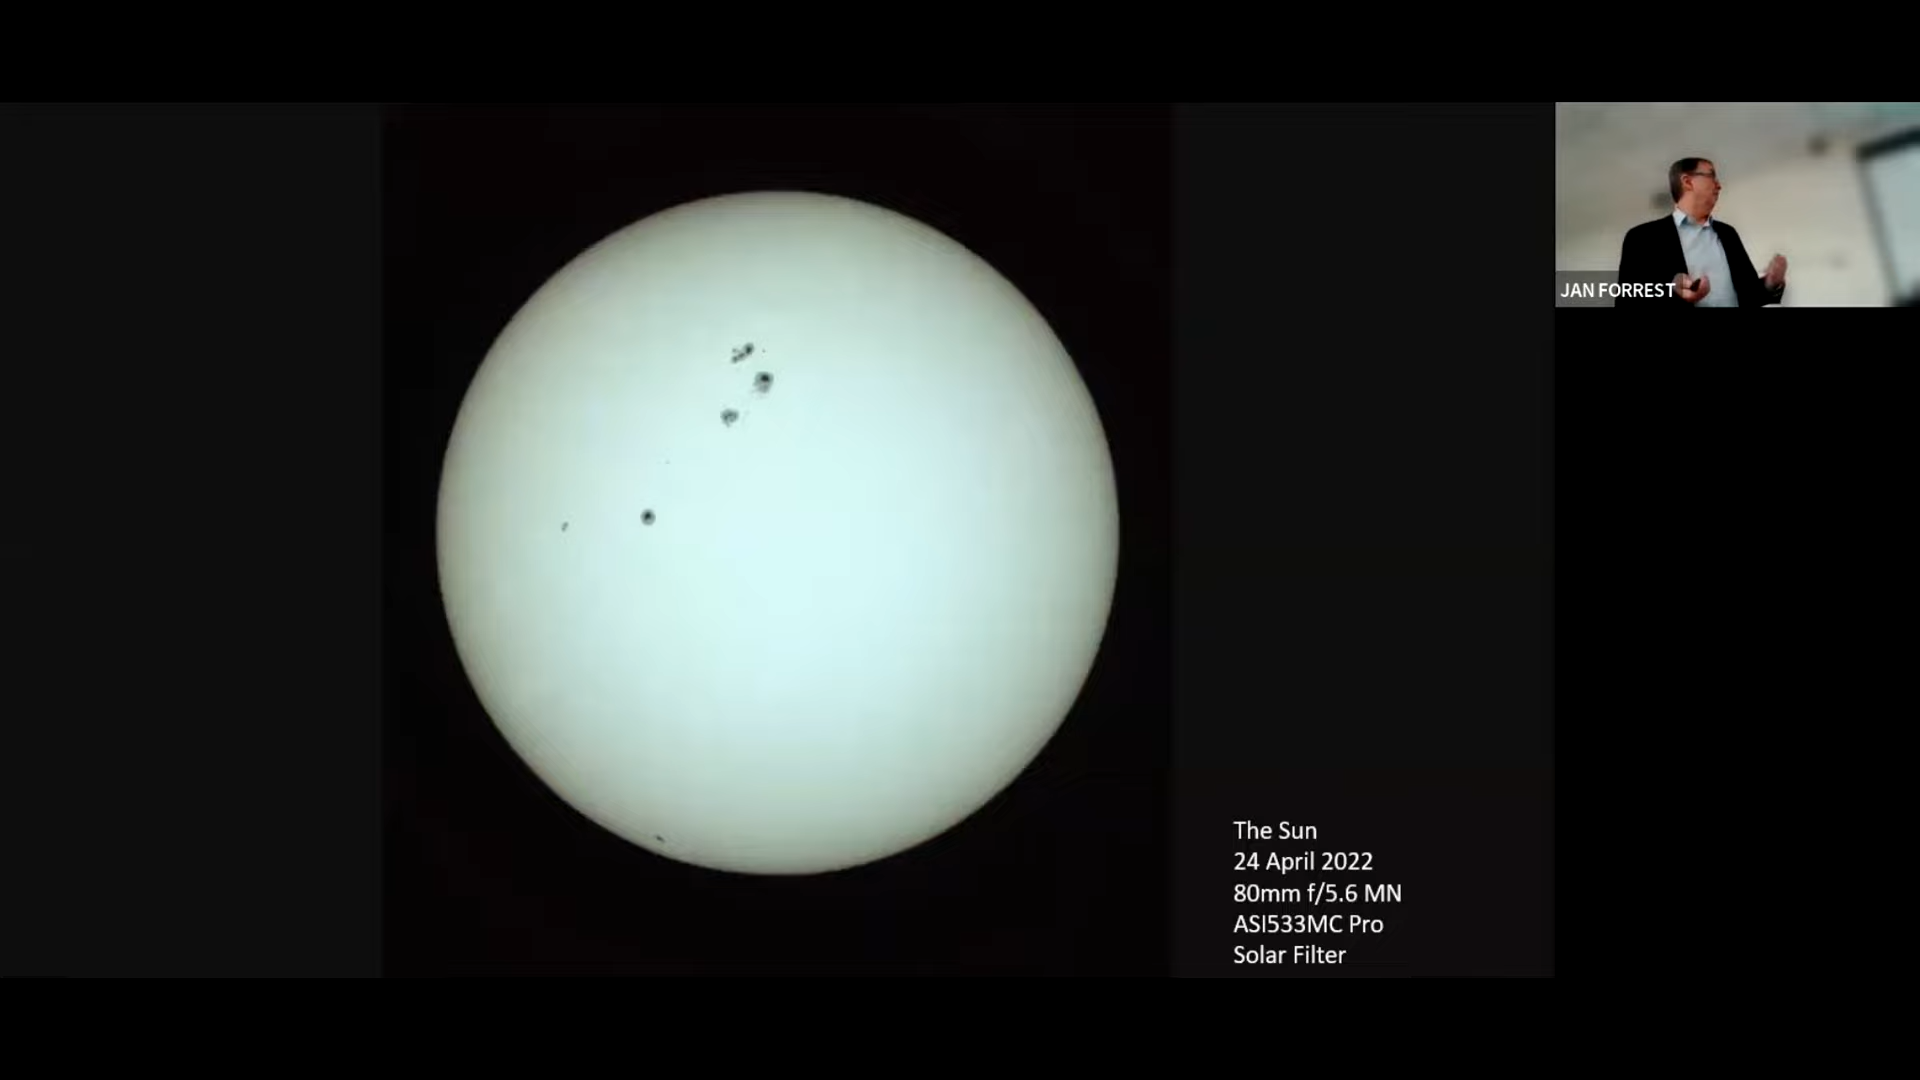 JAN FORREST
The Sun
24 April 2022
80mm f/5.6 MN
ASI533MC Pro
Solar Filter